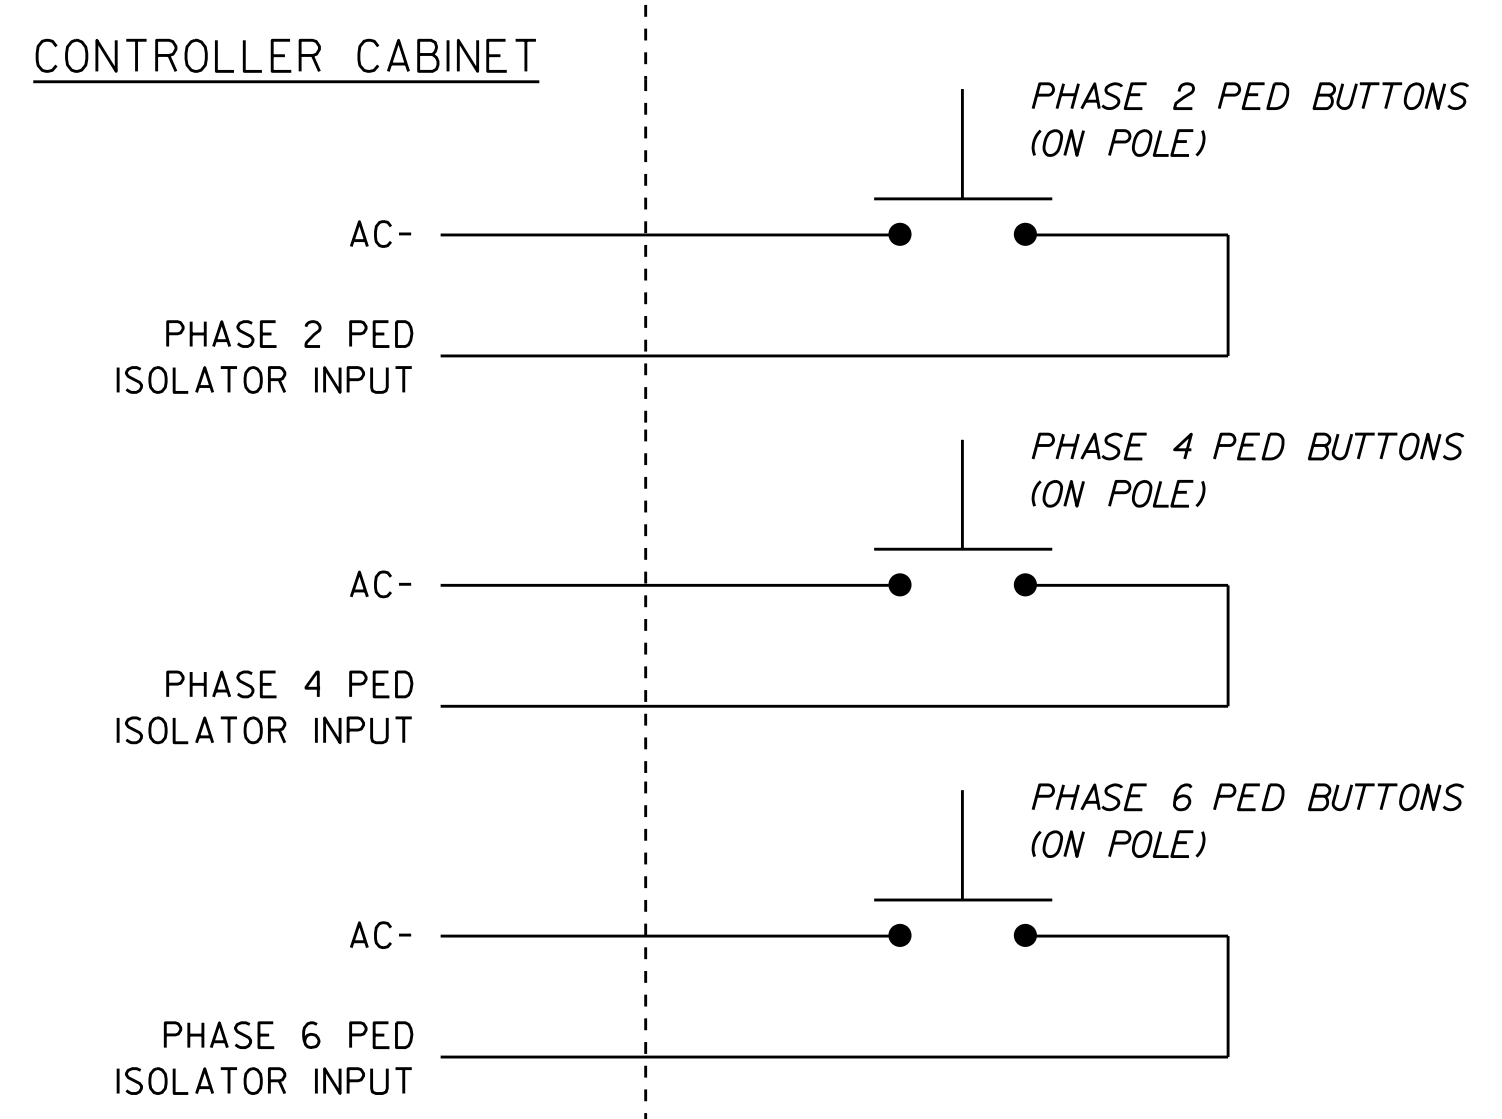 CONTROLLER CABINET
PHASE 2 PED BUTTONS
(ON POLE)
AC-
PHASE 2 PED
ISOLATOR INPUT
PHASE 4 PED BUTTONS
(ON POLE)
AC-
PHASE 4 PED
ISOLATOR INPUT
PHASE 6 PED BUTTONS
(ON POLE)
AC-
PHASE 6 PED
ISOLATOR INPUT